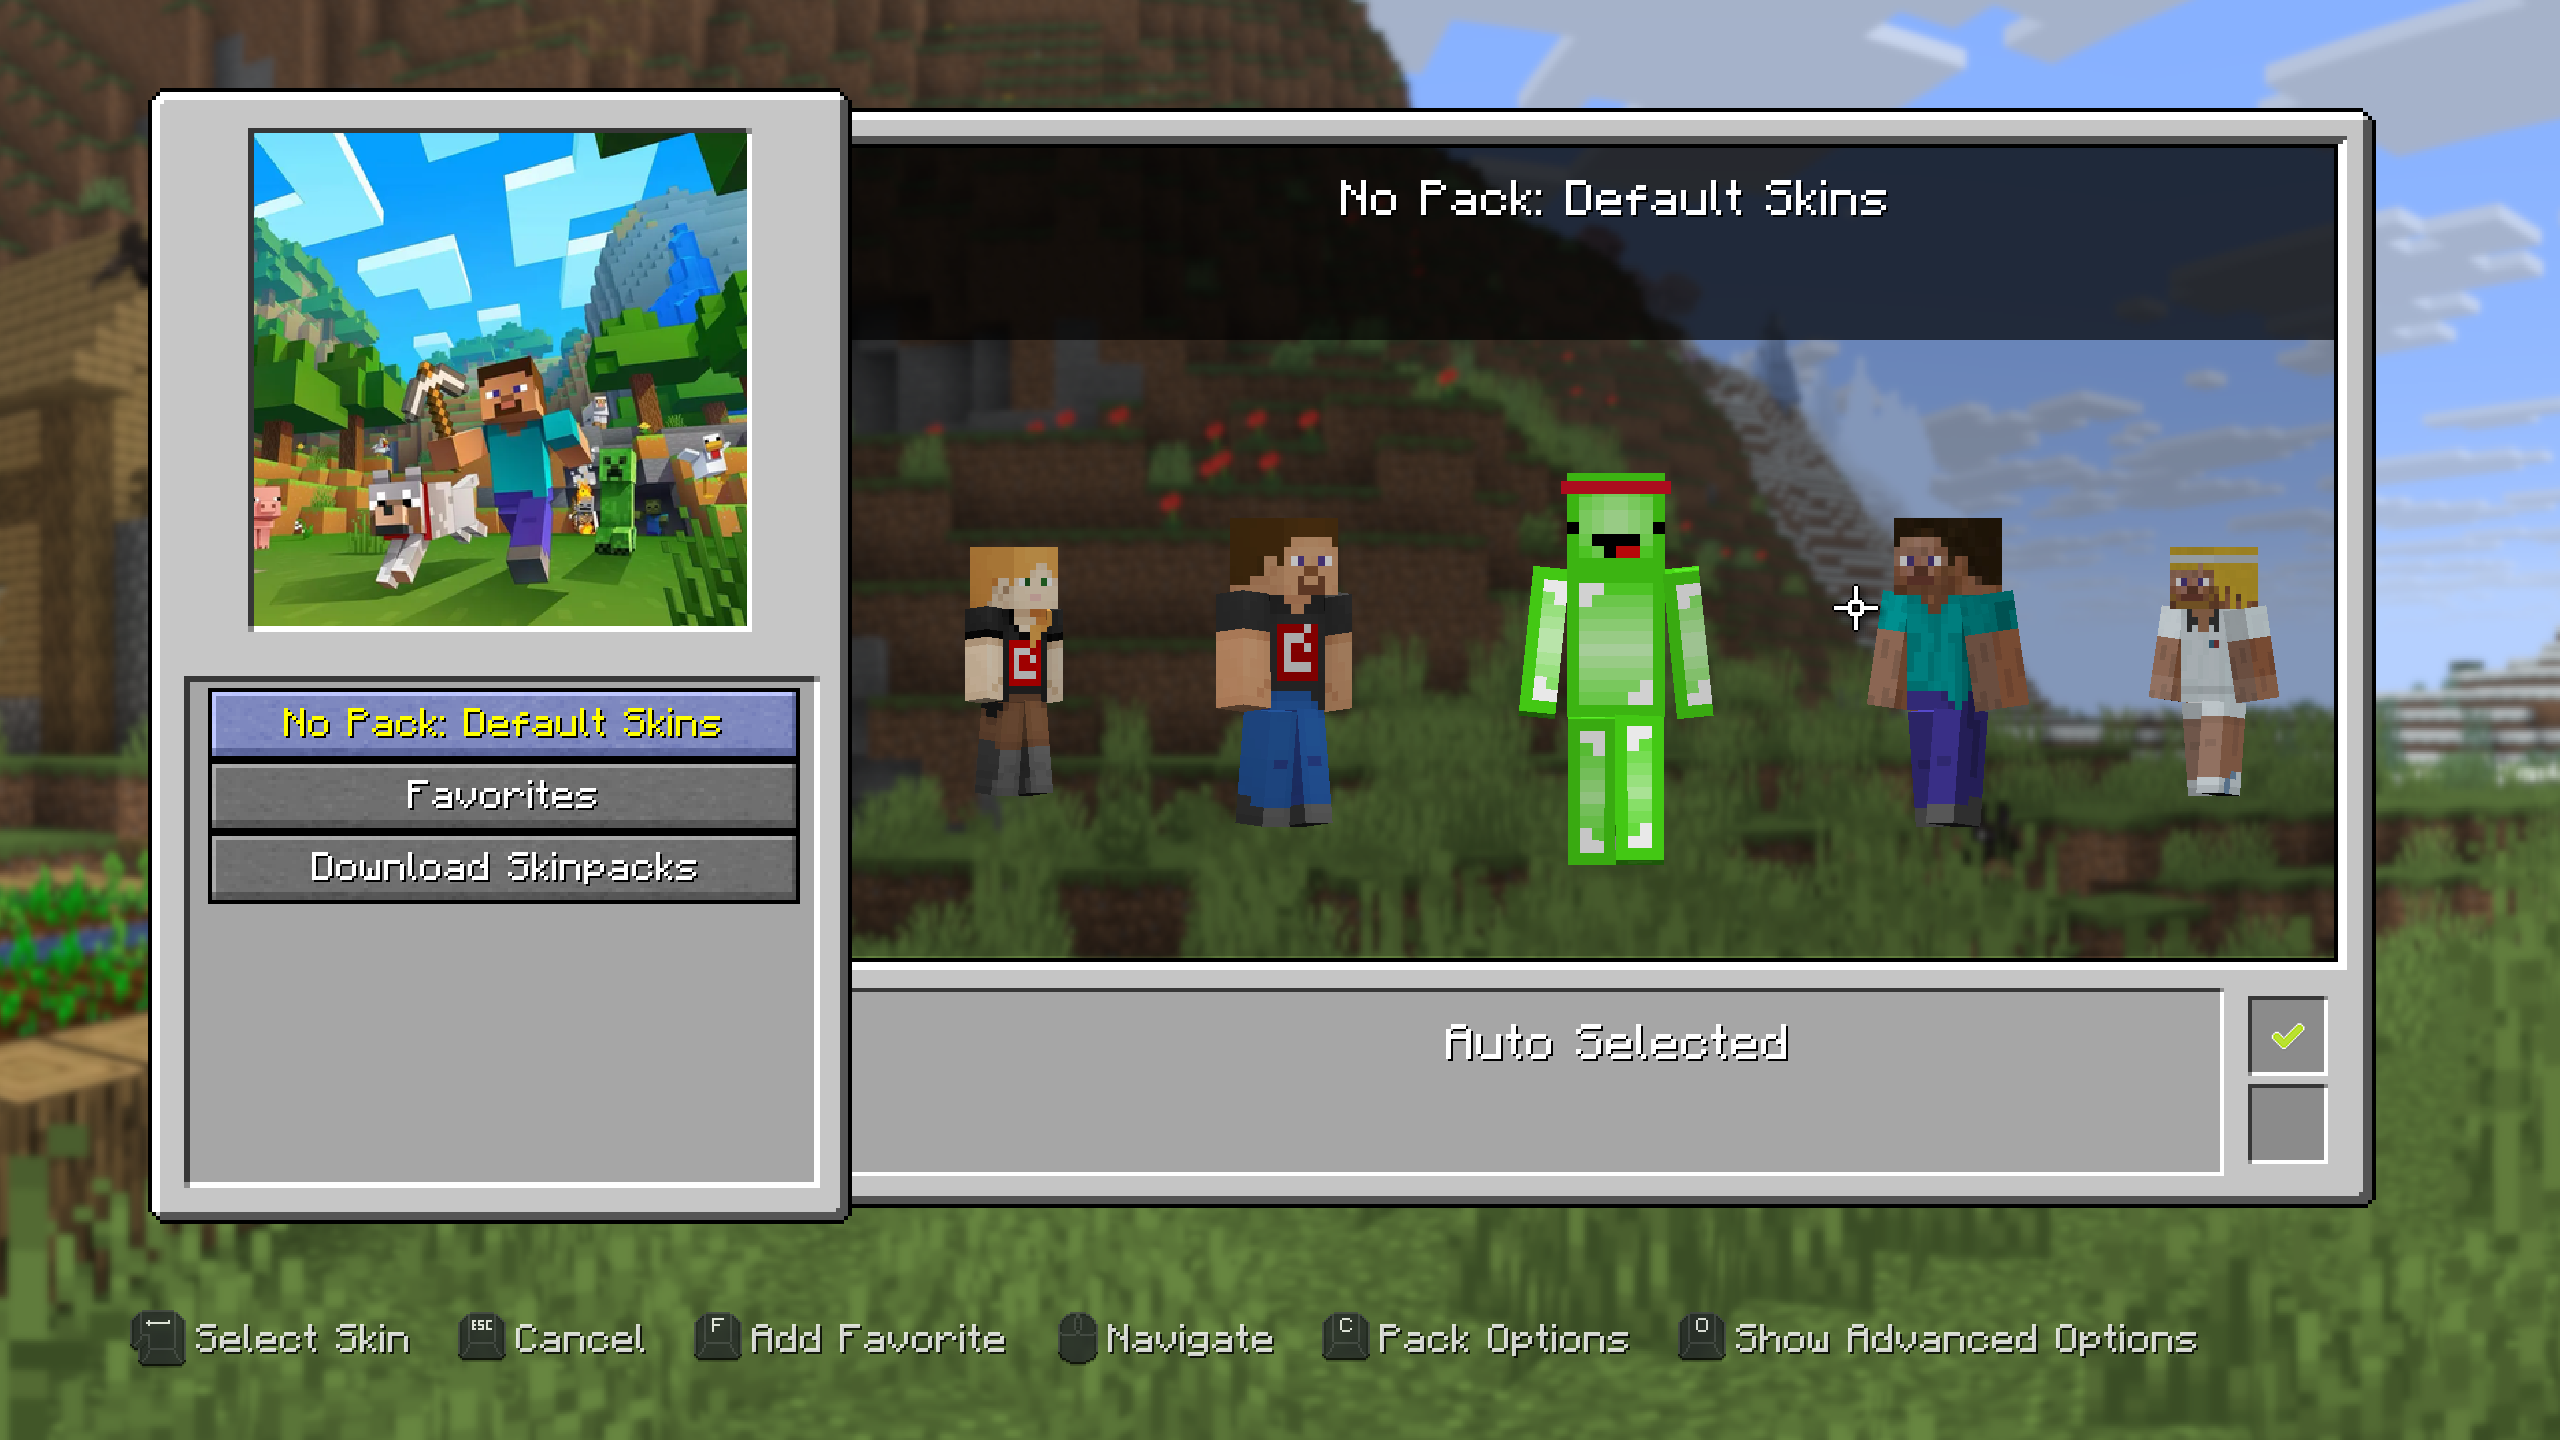 No Pack: Default Skins
No Pack: Default Skins
Favorites
Download Skinpacks
Auto Selected
Select Skin
ESC Cancel
F Add Favorite
Navigate
C Pack Options
O Show Advanced Options